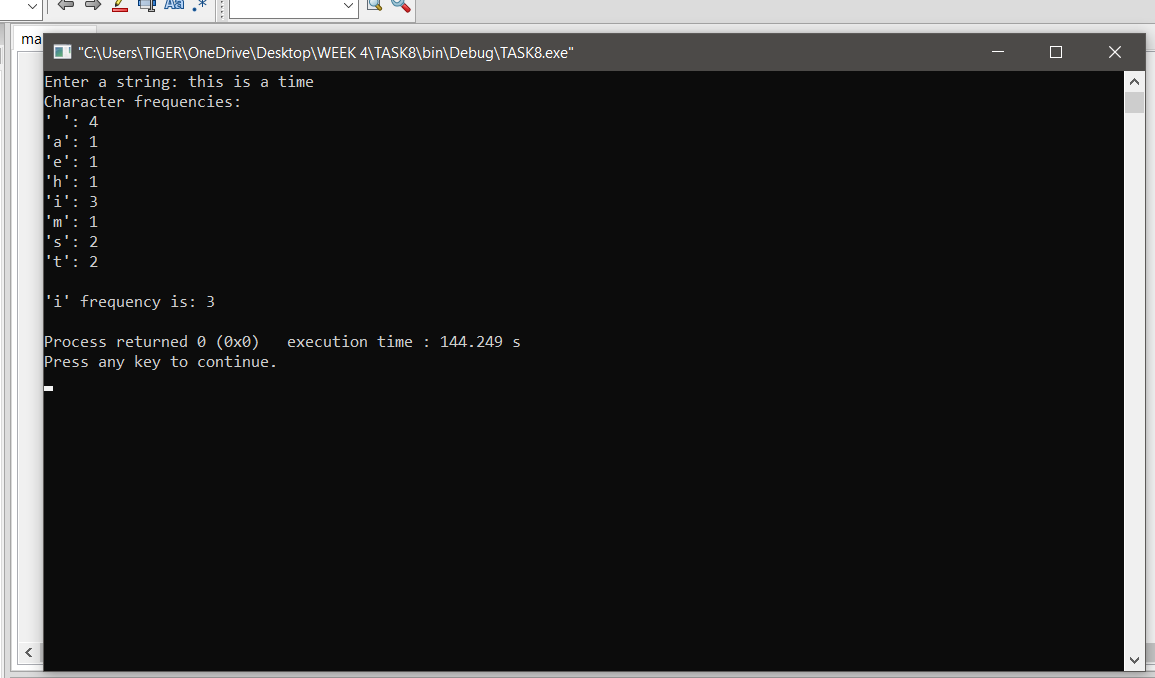 ma
"C:\Users\TIGER\OneDrive\Desktop\WEEK 4\TASK8\bin\Debug\TASK8.exe"
Enter a string: this is a time
Character frequencies:
' ': 4
'a': 1
'e': 1
'h': 1
'i': 3
'm': 1
's': 2
't': 2
'i' frequency is: 3
Process returned 0 (0x0)   execution time : 144.249 s
Press any key to continue.